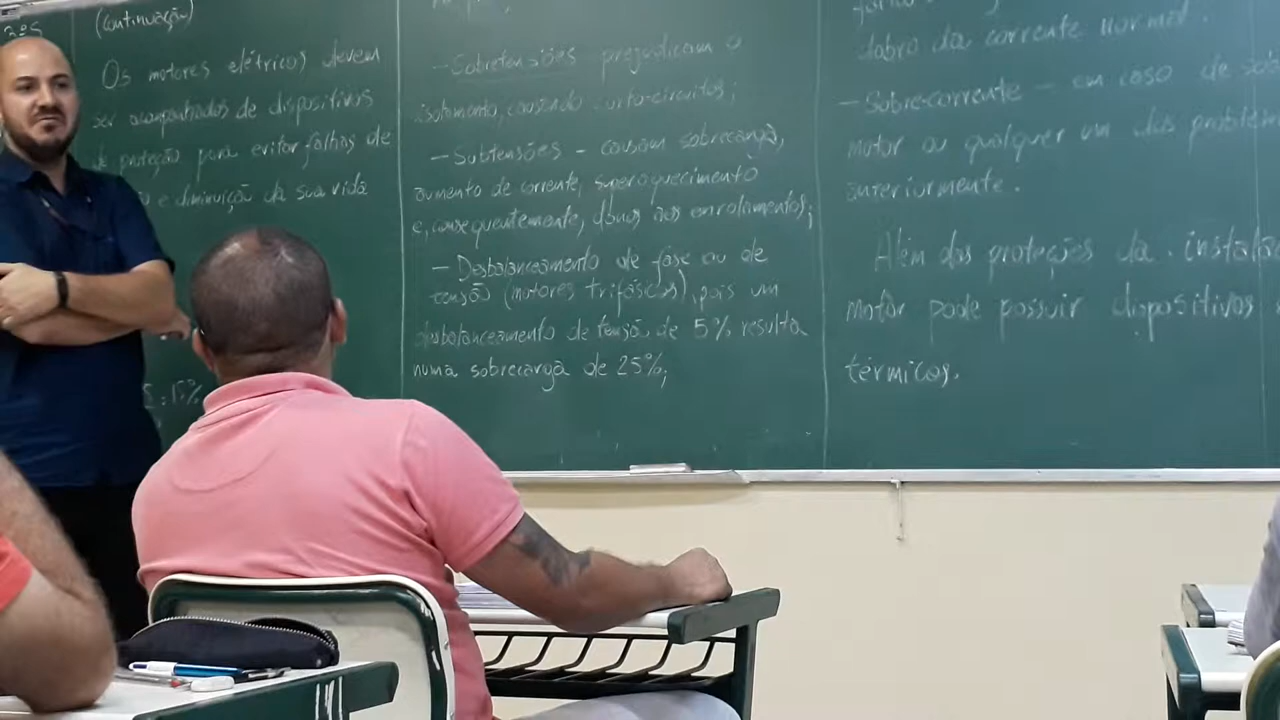 (continuação)
Os motores elétricos devem
ser acompanhados de dispositivos
de proteção para evitar falhas de
e diminuição da sua vida
- Sobretensões prejudicam o
isolamento, causando curto-circuitos;
- Subtensões - causam sobrecarga,
aumento de corrente, superaquecimento
e, consequentemente, danos aos enrolamentos;
- Desbalanceamento de fase ou de
tensão (motores trifásicos), pois um
desbalanceamento de tensão de 5% resulta
numa sobrecarga de 25%;
dobro da corrente normal.
- Sobre-corrente - em caso de
motor ou qualquer um dos
anteriormente.
Além das proteções da
motor pode possuir dispositivos
térmicos.